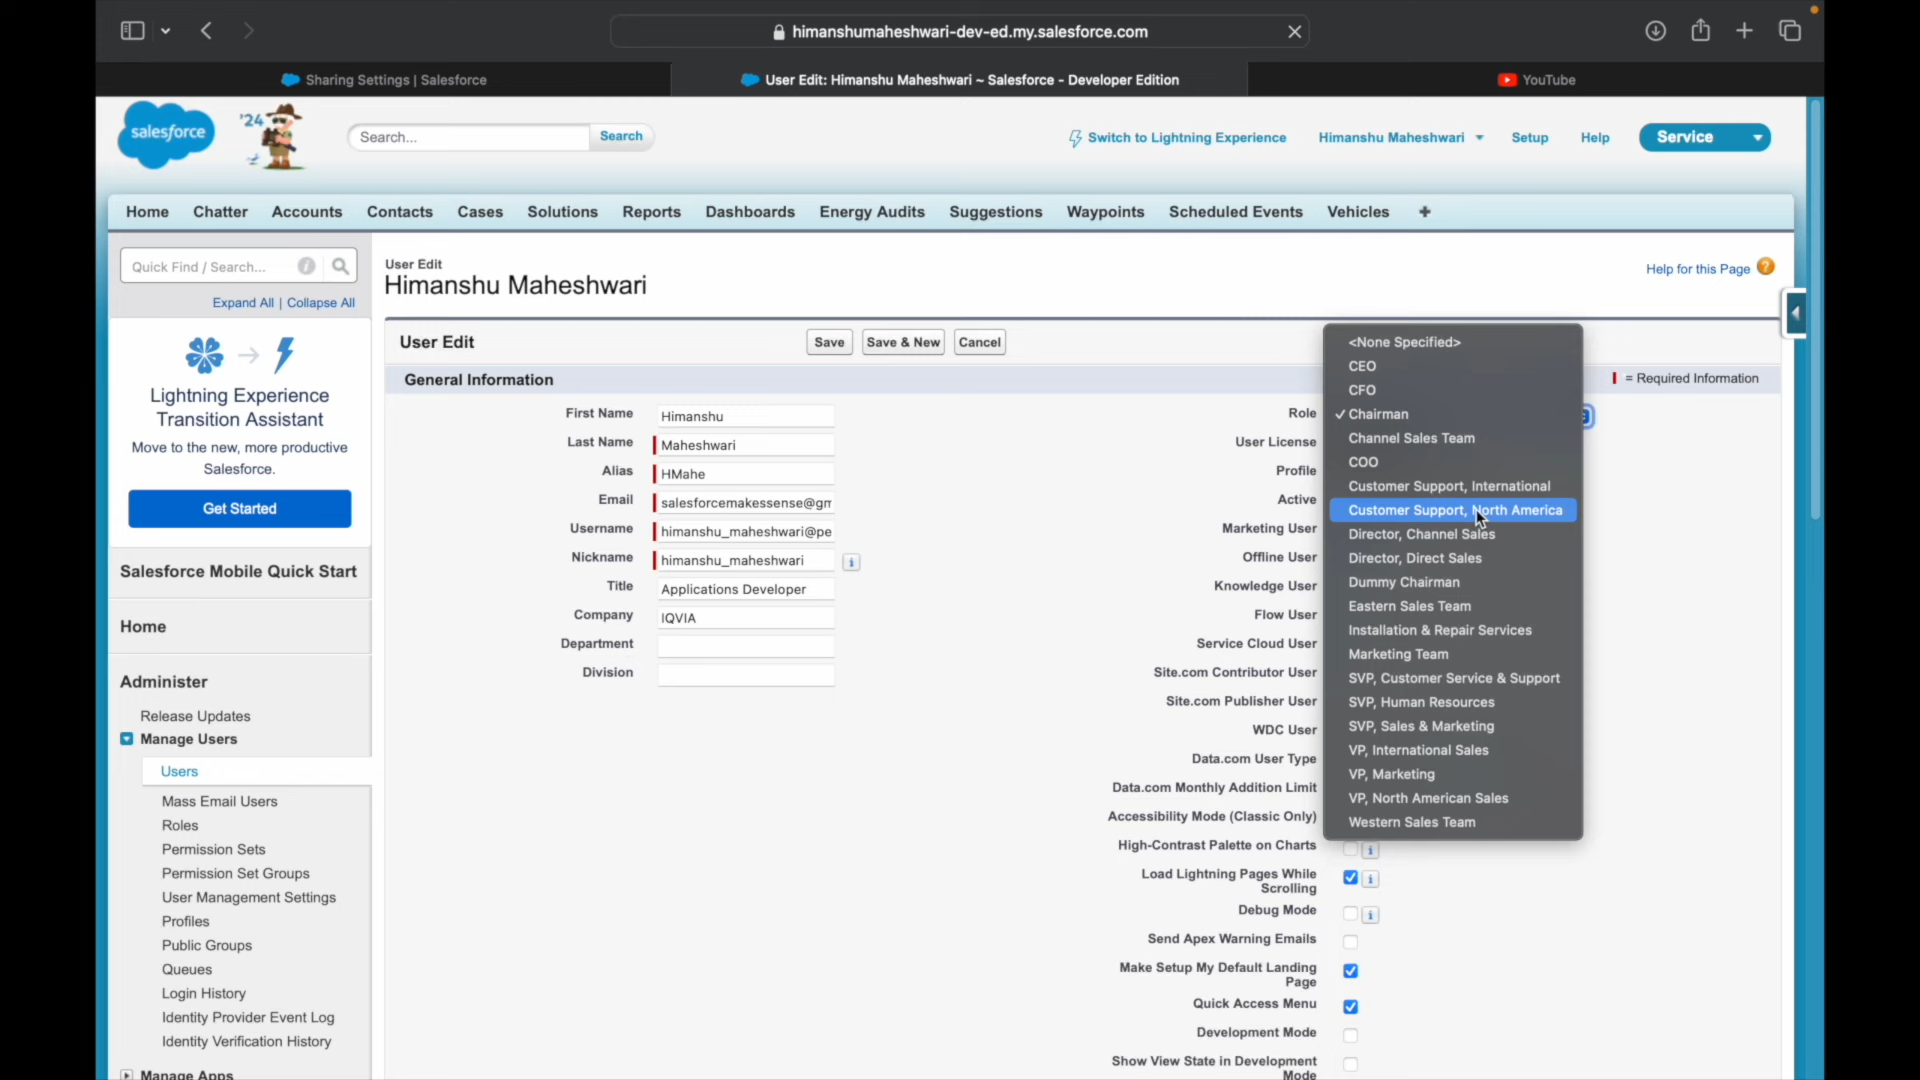 himanshumaheshwari-dev-ed.my.salesforce.com
Sharing Settings | Salesforce
User Edit: Himanshu Maheshwari ~ Salesforce - Developer Edition
YouTube
salesforce
'24
Search...
Search
Switch to Lightning Experience
Himanshu Maheshwari
Setup
Help
Service
Home
Chatter
Accounts
Contacts
Cases
Solutions
Reports
Dashboards
Energy Audits
Suggestions
Waypoints
Scheduled Events
Vehicles
+
Quick Find / Search...
Expand All | Collapse All
Lightning Experience
Transition Assistant
Move to the new, more productive
Salesforce.
Get Started
Salesforce Mobile Quick Start
Home
Administer
Release Updates
Manage Users
Users
Mass Email Users
Roles
Permission Sets
Permission Set Groups
User Management Settings
Profiles
Public Groups
Queues
Login History
Identity Provider Event Log
Identity Verification History
Manage Apps
User Edit
Himanshu Maheshwari
Help for this Page
User Edit
Save
Save & New
Cancel
General Information
= Required Information
First Name Himanshu
Last Name Maheshwari
Alias HMahe
Email salesforcemakessense@gm
Username himanshu_maheshwari@pe
Nickname himanshu_maheshwari
Title Applications Developer
Company IQVIA
Department
Division
Role
User License
Profile
Active
Marketing User
Offline User
Knowledge User
Flow User
Service Cloud User
Site.com Contributor User
Site.com Publisher User
WDC User
Data.com User Type
Data.com Monthly Addition Limit
Accessibility Mode (Classic Only)
High-Contrast Palette on Charts
Load Lightning Pages While
Scrolling
Debug Mode
Send Apex Warning Emails
Make Setup My Default Landing
Page
Quick Access Menu
Development Mode
Show View State in Development
Mode
<None Specified>
CEO
CFO
✓ Chairman
Channel Sales Team
COO
Customer Support, International
Customer Support, North America
Director, Channel Sales
Director, Direct Sales
Dummy Chairman
Eastern Sales Team
Installation & Repair Services
Marketing Team
SVP, Customer Service & Support
SVP, Human Resources
SVP, Sales & Marketing
VP, International Sales
VP, Marketing
VP, North American Sales
Western Sales Team